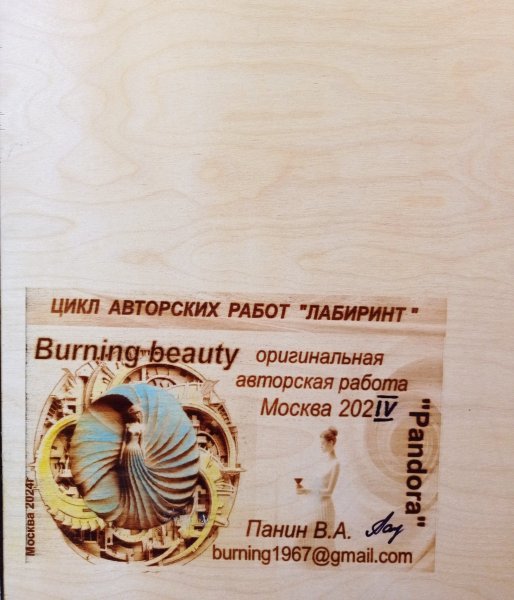 ЦИКЛ АВТОРСКИХ РАБОТ "ЛАБИРИНТ"
Burning beauty
оригинальная
авторская работа
Москва 202IV
"Pandora"
Москва 2024г
Панин В.А.
burning1967@gmail.com